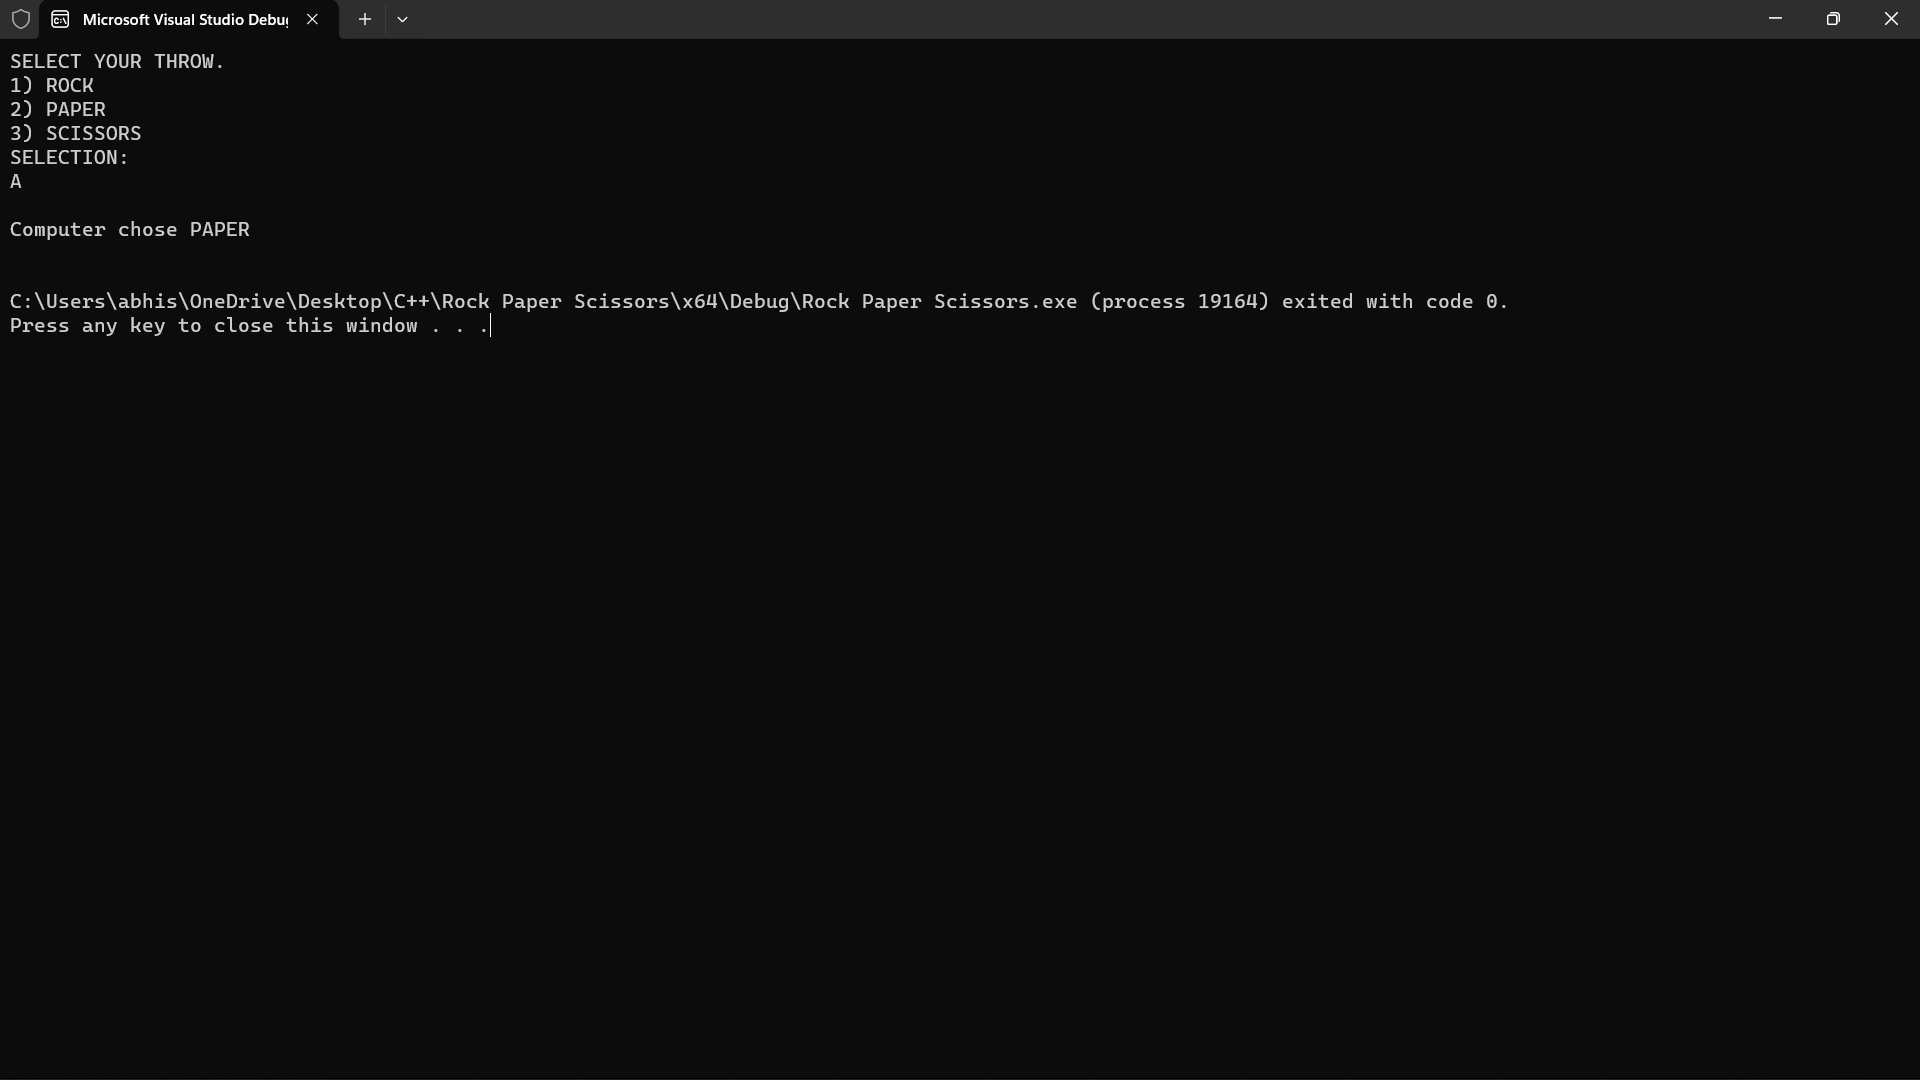 Microsoft Visual Studio Debu
SELECT YOUR THROW.
1) ROCK
2) PAPER
3) SCISSORS
SELECTION:
A
Computer chose PAPER
C:\Users\abhis\OneDrive\Desktop\C++\Rock Paper Scissors\x64\Debug\Rock Paper Scissors.exe (process 19164) exited with code 0.
Press any key to close this window . . .